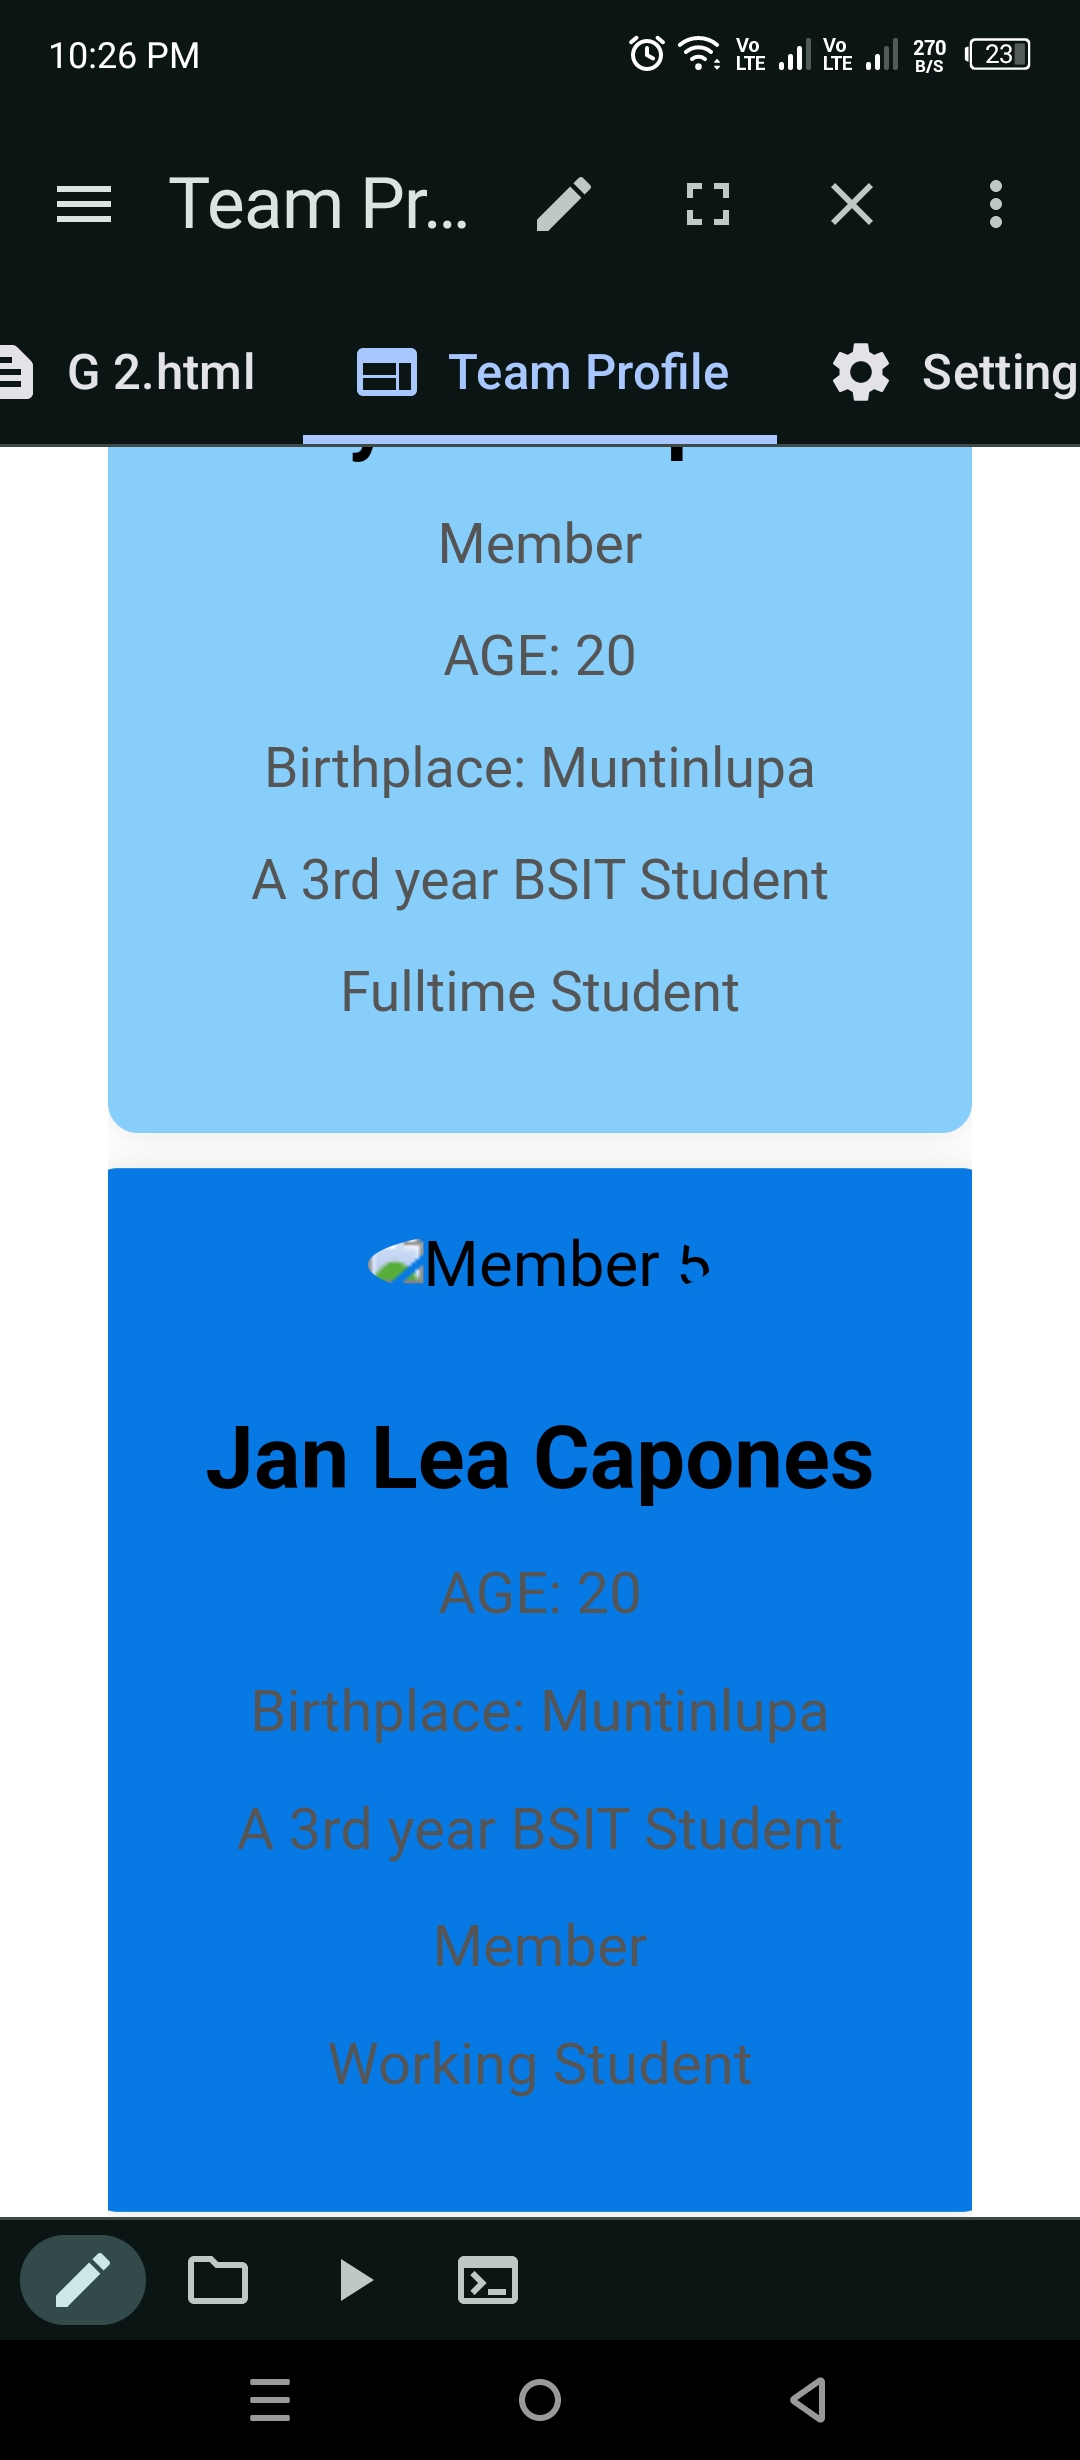 10:26 PM
Vo LTE
Vo LTE
270 B/S
23
Team Pr...
G 2.html
Team Profile
Setting
Member
AGE: 20
Birthplace: Muntinlupa
A 3rd year BSIT Student
Fulltime Student
Member 5
Jan Lea Capones
AGE: 20
Birthplace: Muntinlupa
A 3rd year BSIT Student
Member
Working Student